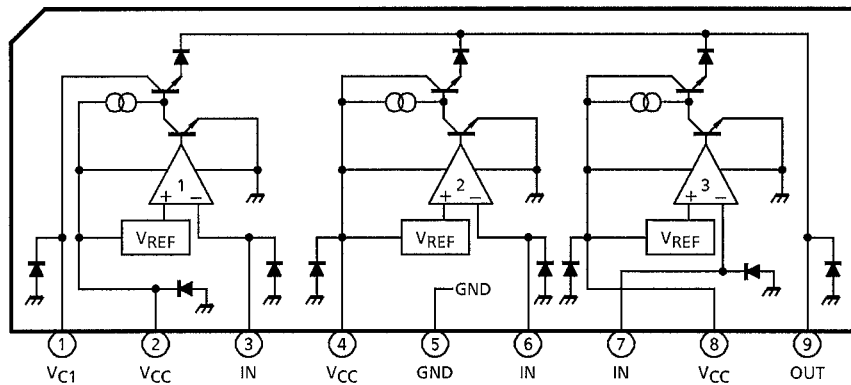 1 2 3
+ − + − + −
VREF VREF VREF
GND
1 2 3 4 5 6 7 8 9
VC1 VCC IN VCC GND IN IN VCC OUT